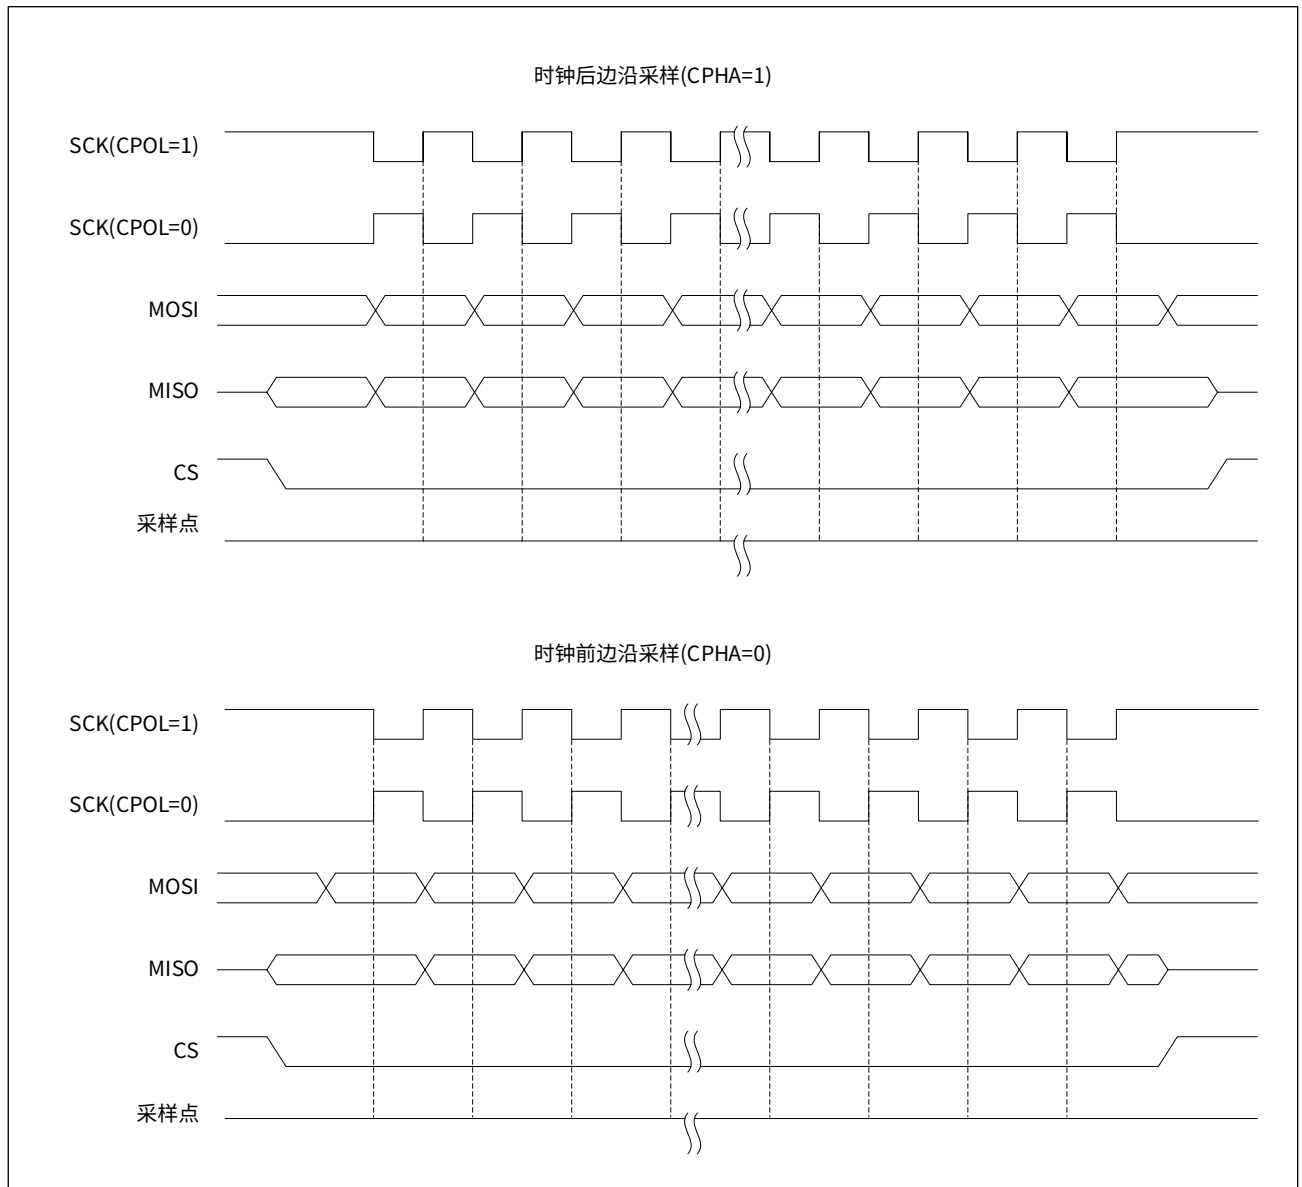 时钟后边沿采样(CPHA=1)
SCK(CPOL=1)
SCK(CPOL=0)
MOSI
MISO
CS
采样点
时钟前边沿采样(CPHA=0)
SCK(CPOL=1)
SCK(CPOL=0)
MOSI
MISO
CS
采样点